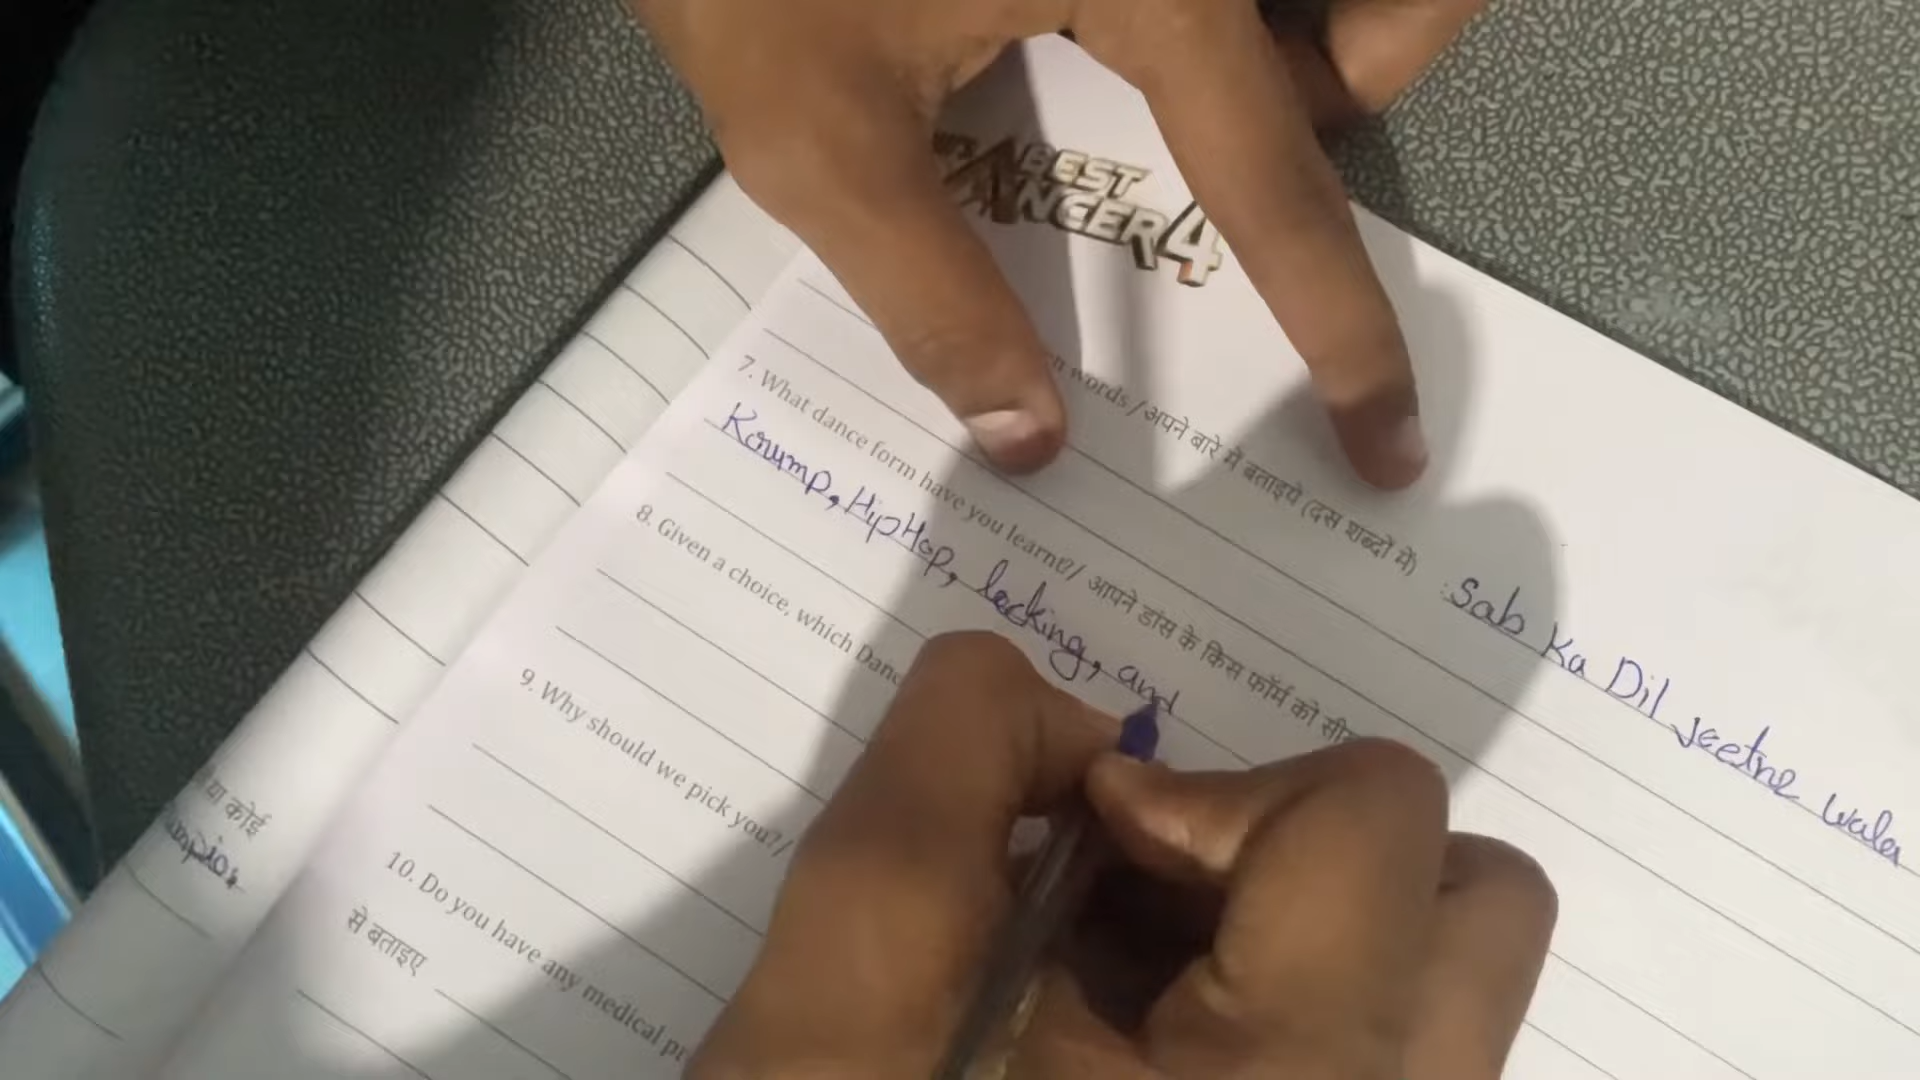 BEST
DANCER 4
words / अपने बारे में बताइये (दस शब्दों में) : Sab Ka Dil Jeetne Wala
7. What dance form have you learnt?/ आपने डांस के किस फॉर्म को
Krump, HipHop, locking, and
8. Given a choice, which
9. Why should we pick you?/
10. Do you have any medical
से बताइए
या कोई